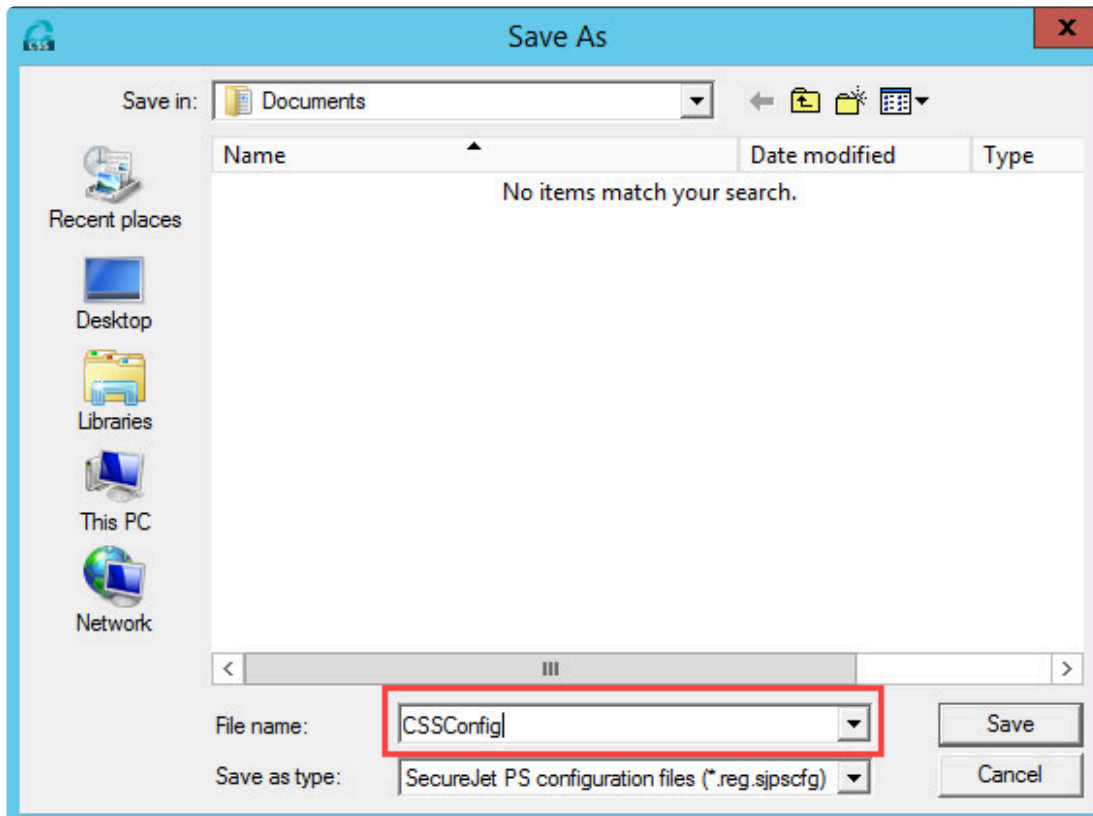 CSS
Save As
x
Save in:
Documents
Name
Date modified
Type
No items match your search.
Recent places
Desktop
Libraries
This PC
Network
File name:
CSSConfig
Save
Save as type:
SecureJet PS configuration files (*.reg.sjpscfg)
Cancel